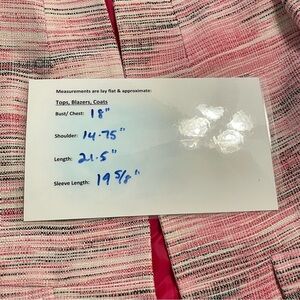 Measurements are lay flat & approximate:
Tops, Blazers, Coats
Bust/ Chest: 18"
Shoulder: 14.75"
Length: 21.5"
Sleeve Length: 19 5/8"